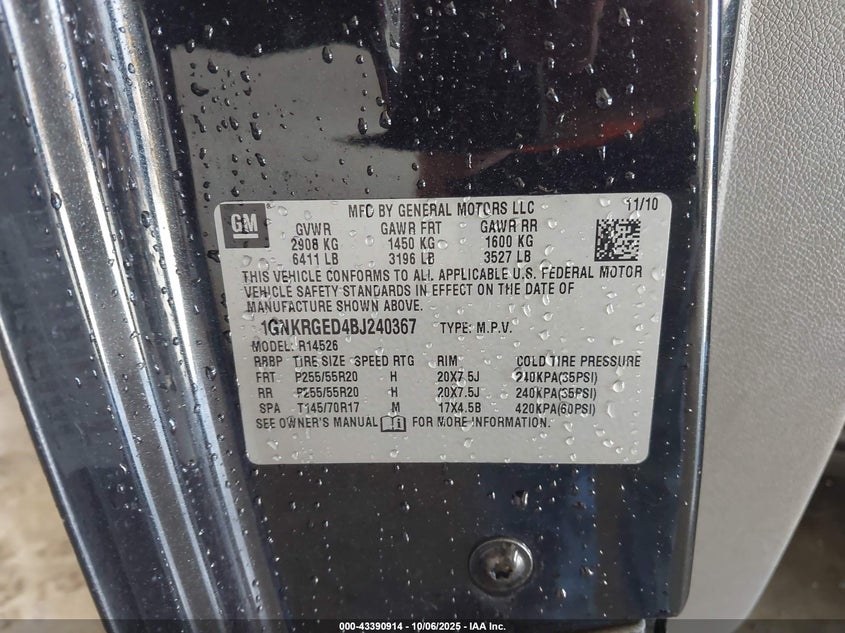 GM
MFD BY GENERAL MOTORS LLC 11/10
GVWR GAWR FRT GAWR RR
2908 KG 1450 KG 1600 KG
6411 LB 3196 LB 3527 LB
THIS VEHICLE CONFORMS TO ALL APPLICABLE U.S. FEDERAL MOTOR
VEHICLE SAFETY STANDARDS IN EFFECT ON THE DATE OF
MANUFACTURE SHOWN ABOVE.
1GNKRGED4BJ240367 TYPE: M.P.V.
MODEL: R14526
RRBP TIRE SIZE SPEED RTG RIM COLD TIRE PRESSURE
FRT P255/55R20 H 20X7.5J 240KPA(35PSI)
RR P255/55R20 H 20X7.5J 240KPA(35PSI)
SPA T145/70R17 M 17X4.5B 420KPA(60PSI)
SEE OWNER'S MANUAL FOR MORE INFORMATION.
000-43390914 - 10/06/2025 - IAA Inc.